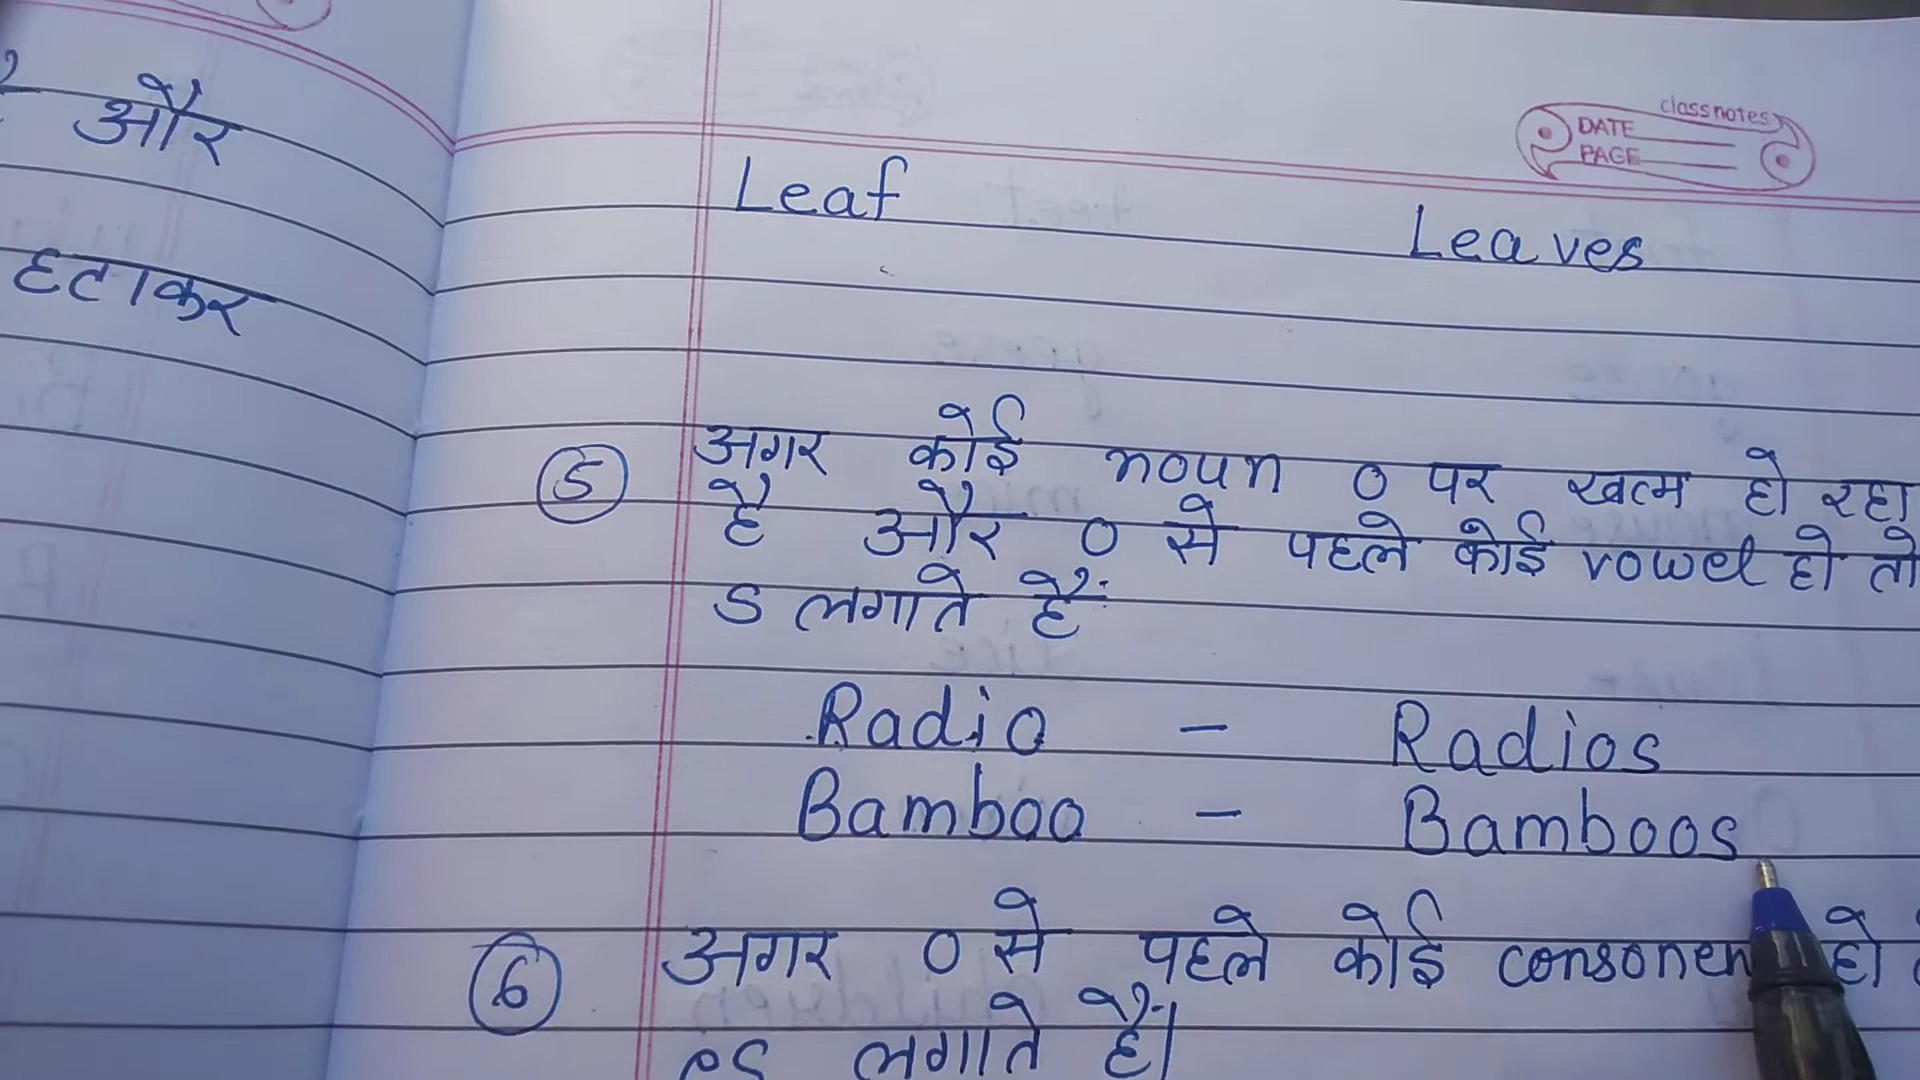 और
हटाकर
classnotes
DATE
PAGE
Leaf Leaves
5 अगर कोई noun o पर खत्म हो रहा
है और o से पहले कोई vowel हो तो
s लगाते हैं
Radio - Radios
Bamboo - Bamboos
6 अगर o से पहले कोई consonen हो
es लगाते हैं।